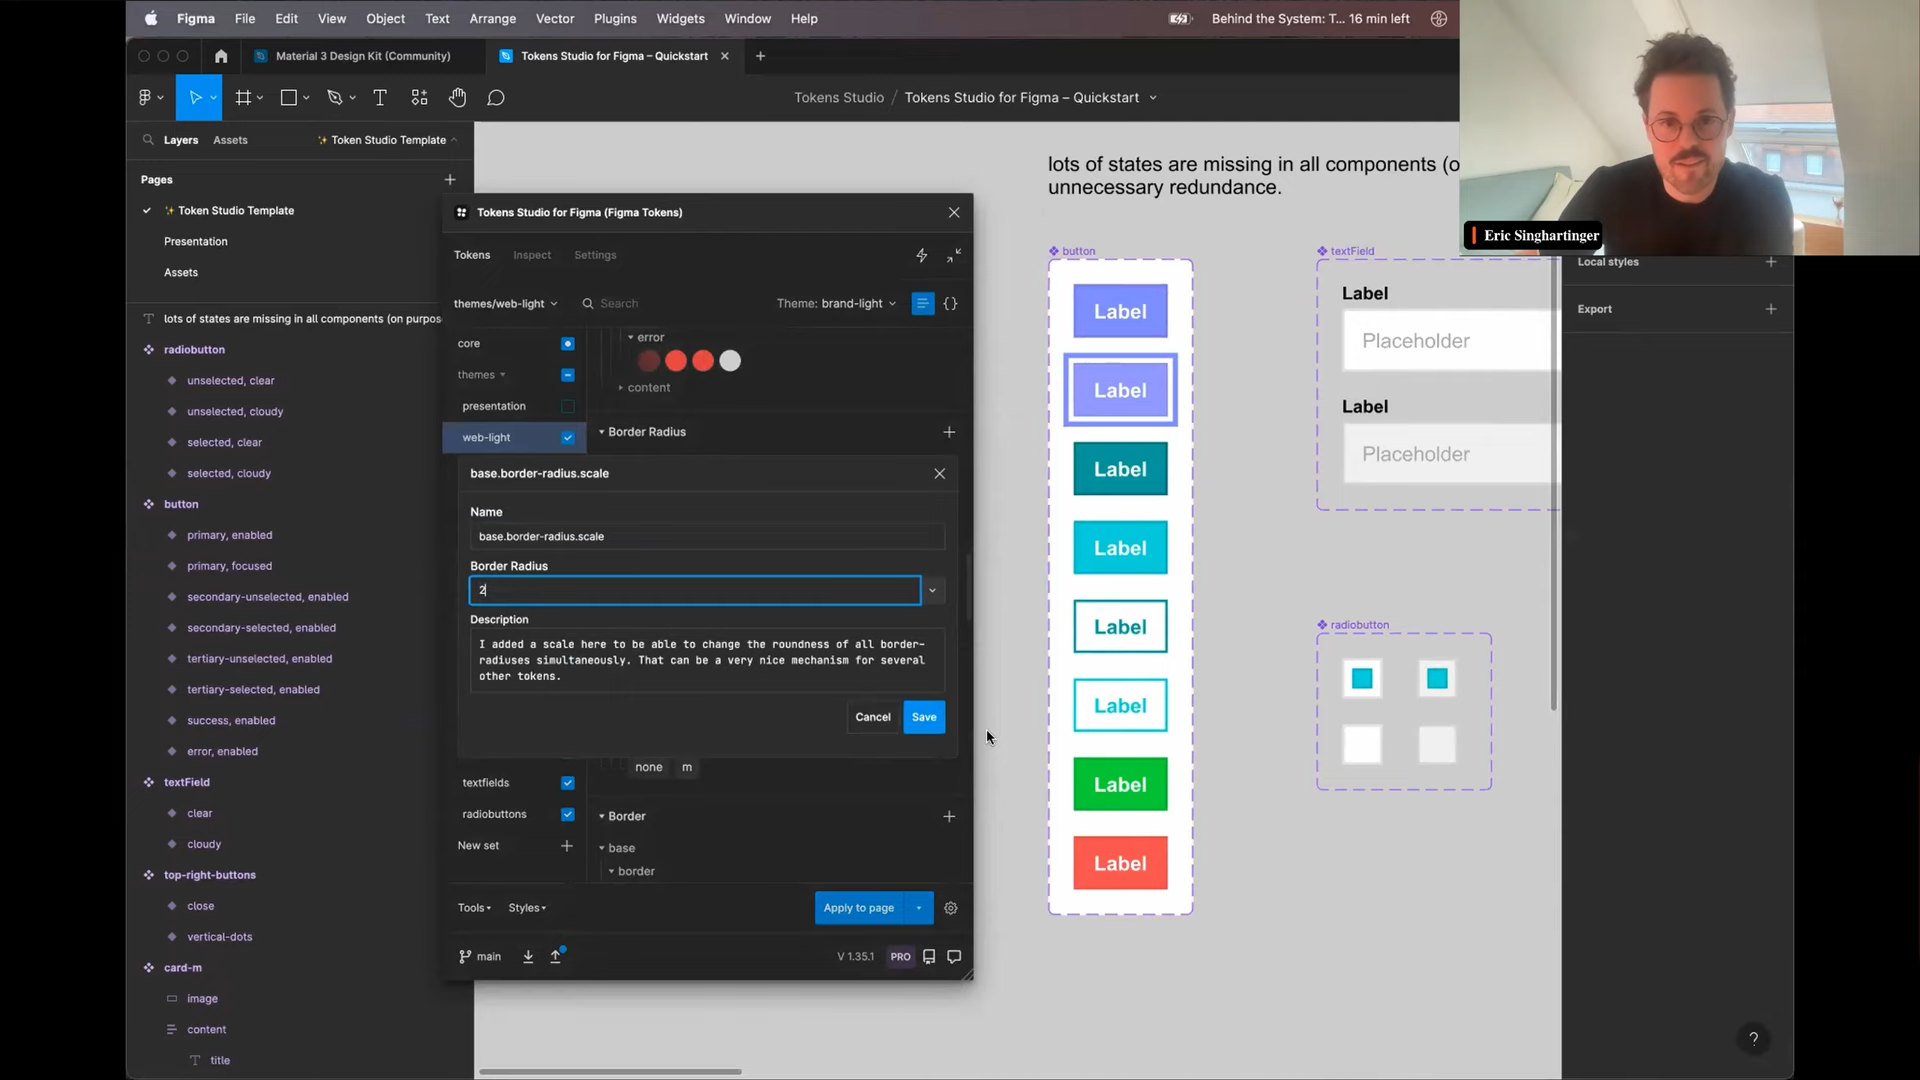 Figma File Edit View Object Text Arrange Vector Plugins Widgets Window Help Behind the System: T... 16 min left
Material 3 Design Kit (Community) Tokens Studio for Figma – Quickstart
Tokens Studio / Tokens Studio for Figma – Quickstart
Layers Assets ✨ Token Studio Template
Pages
✨ Token Studio Template
Presentation
Assets
lots of states are missing in all components (on purpos
radiobutton
unselected, clear
unselected, cloudy
selected, clear
selected, cloudy
button
primary, enabled
primary, focused
secondary-unselected, enabled
secondary-selected, enabled
tertiary-unselected, enabled
tertiary-selected, enabled
success, enabled
error, enabled
textField
clear
cloudy
top-right-buttons
close
vertical-dots
card-m
image
content
title
Tokens Studio for Figma (Figma Tokens)
Tokens Inspect Settings
themes/web-light Search Theme: brand-light {}
core
themes
presentation
web-light
error
content
Border Radius
base.border-radius.scale
Name
base.border-radius.scale
Border Radius
2
Description
I added a scale here to be able to change the roundness of all border-
radiuses simultaneously. That can be a very nice mechanism for several
other tokens.
Cancel Save
none m
textfields
radiobuttons
New set
Border
base
border
Tools Styles Apply to page
main V 1.35.1 PRO
lots of states are missing in all components (o
unnecessary redundance.
button
Label
Label
Label
Label
Label
Label
Label
Label
textField
Label
Placeholder
Label
Placeholder
radiobutton
Eric Singhartinger
Local styles
Export
?